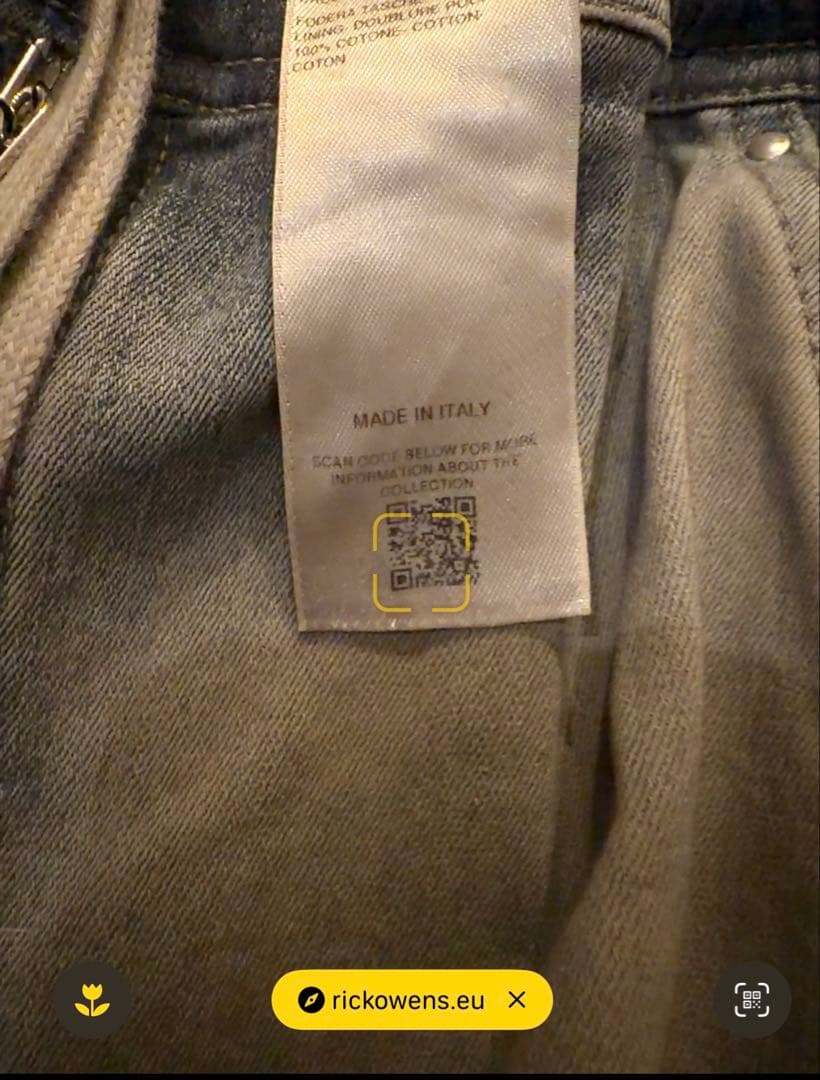 FODERA TASCHE
LINING- DOUBLURE
100% COTONE- COTTON-
COTON
MADE IN ITALY
SCAN CODE BELOW FOR MORE
INFORMATION ABOUT THE
COLLECTION
rickowens.eu